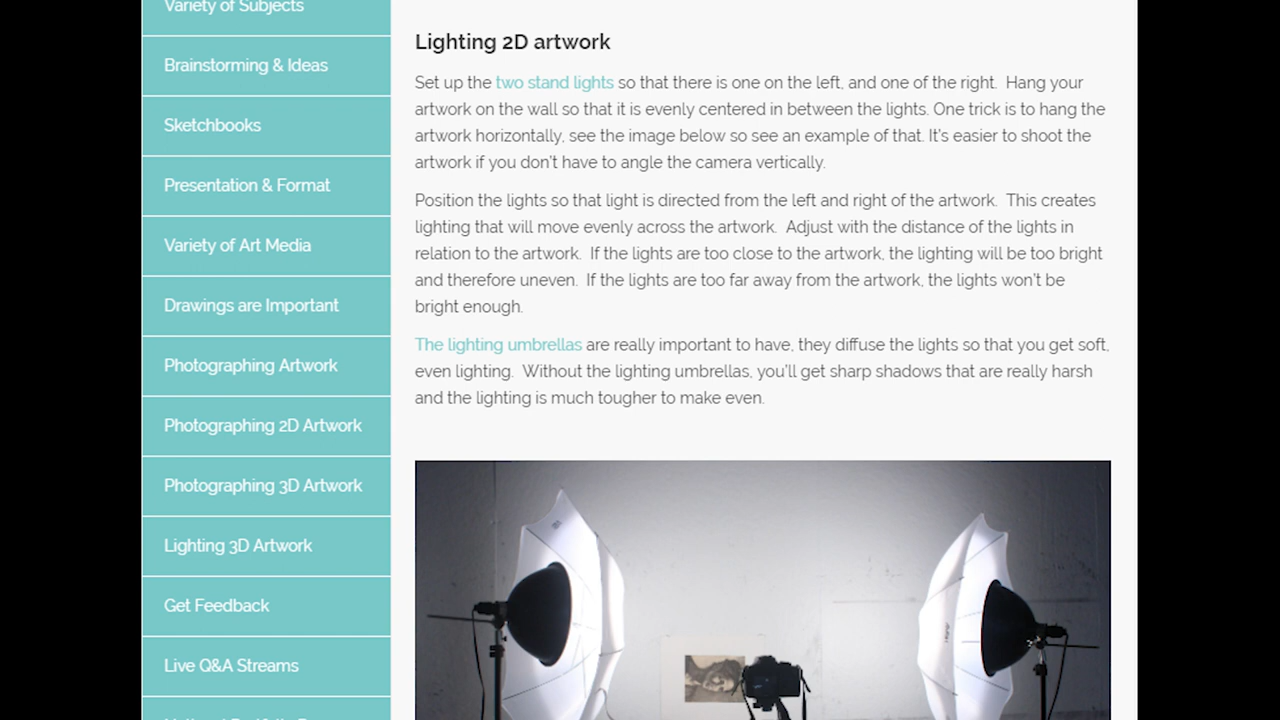 Variety of Subjects
Brainstorming & Ideas
Sketchbooks
Presentation & Format
Variety of Art Media
Drawings are Important
Photographing Artwork
Photographing 2D Artwork
Photographing 3D Artwork
Lighting 3D Artwork
Get Feedback
Live Q&A Streams
Lighting 2D artwork
Set up the two stand lights so that there is one on the left, and one of the right. Hang your
artwork on the wall so that it is evenly centered in between the lights. One trick is to hang the
artwork horizontally, see the image below so see an example of that. It's easier to shoot the
artwork if you don't have to angle the camera vertically.
Position the lights so that light is directed from the left and right of the artwork. This creates
lighting that will move evenly across the artwork. Adjust with the distance of the lights in
relation to the artwork. If the lights are too close to the artwork, the lighting will be too bright
and therefore uneven. If the lights are too far away from the artwork, the lights won't be
bright enough.
The lighting umbrellas are really important to have, they diffuse the lights so that you get soft,
even lighting. Without the lighting umbrellas, you'll get sharp shadows that are really harsh
and the lighting is much tougher to make even.